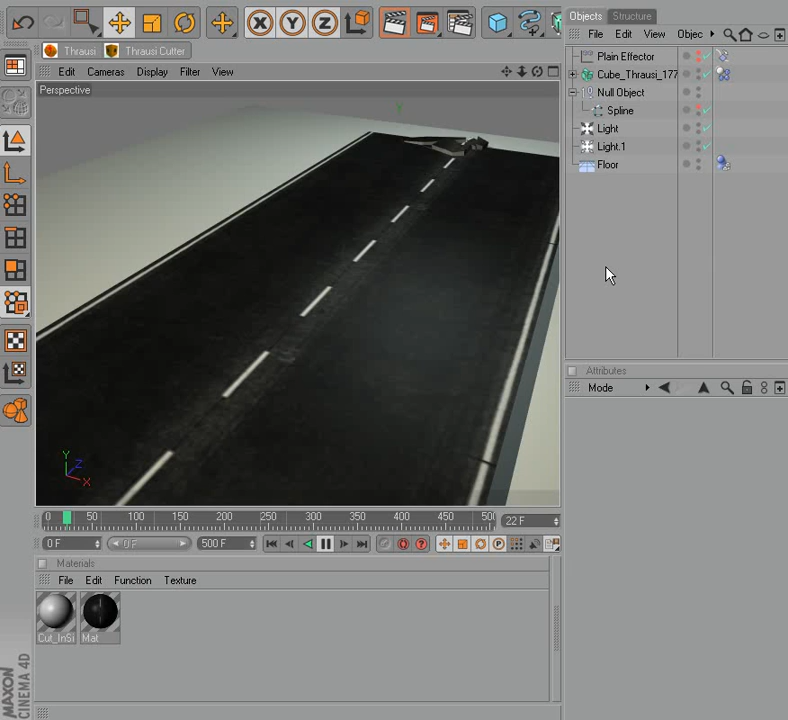 Objects Structure
File Edit View Objec
Thrausi Thrausi Cutter
Edit Cameras Display Filter View
Perspective
Plain Effector
Cube_Thrausi_177
Null Object
Spline
Light
Light.1
Floor
Y
X Y Z
Attributes
Mode
Y
Z
X
0 50 100 150 200 250 300 350 400 450 500
22 F
0 F
0 F
500 F
P
Materials
File Edit Function Texture
Cut_InSi Mat
MAXON
CINEMA 4D